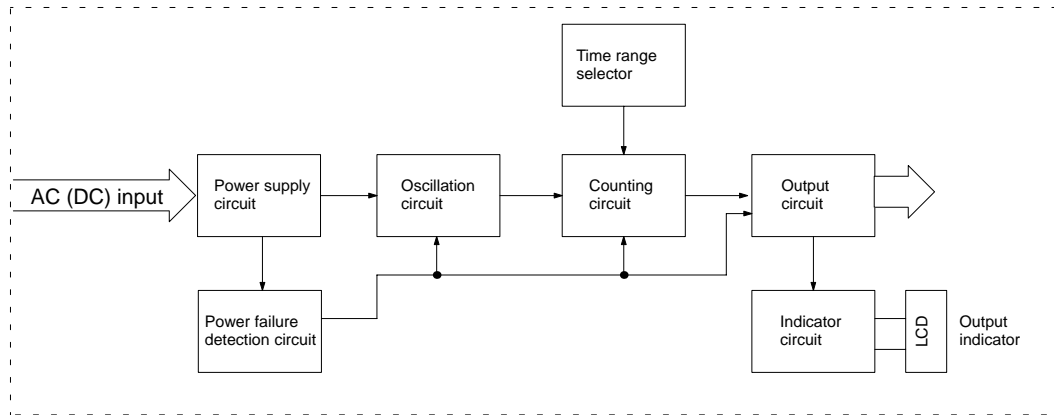 Time range
selector
AC (DC) input
Power supply
circuit
Oscillation
circuit
Counting
circuit
Output
circuit
Power failure
detection circuit
Indicator
circuit
LCD
Output
indicator